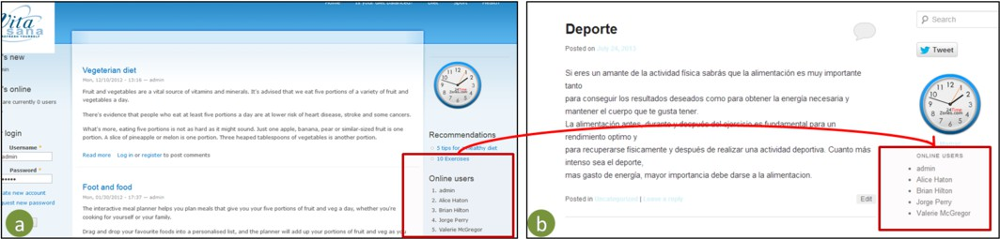 Home
Is your diet balanced?
Diet
Sport
Health
Vita
sana
REFRESH YOURSELF
's new
min
's online
are currently 0 users
login
Username *
admin
Password *
•••••
ate new account
quest new password
Vegeterian diet
Mon, 12/10/2012 - 13:16 — admin
Fruit and vegetables are a vital source of vitamins and minerals. It's advised that we eat five portions of a variety of fruit and
vegetables a day.
There's evidence that people who eat at least five portions a day are at lower risk of heart disease, stroke and some cancers.
What's more, eating five portions is not as hard as it might sound. Just one apple, banana, pear or similar-sized fruit is one
portion. A slice of pineapple or melon is one portion. Three heaped tablespoons of vegetables is another portion.
Read more Log in or register to post comments
Foot and food
Mon, 01/30/2012 - 17:37 — admin
The interactive meal planner helps you plan meals that give you your five portions of fruit and veg a day, whether you're
cooking for yourself or your family.
Drag and drop your favourite foods into a personalised list, and the planner will add up your portions of fruit and veg as you
Recommendations
5 tips for a healthy diet
10 Exercises
Online users
1. admin
2. Alice Haton
3. Brian Hilton
4. Jorge Perry
5. Valerie McGregor
a
Deporte
Posted on July 24, 2013
Si eres un amante de la actividad física sabrás que la alimentación es muy importante
tanto
para conseguir los resultados deseados como para obtener la energía necesaria y
mantener el cuerpo que te gusta tener.
La alimentación antes, durante y después del ejercicio es fundamental para un
rendimiento optimo y
para recuperarse físicamente y después de realizar una actividad deportiva. Cuanto más
intenso sea el deporte,
mas gasto de energía, mayor importancia debe darse a la alimentacion.
Posted in Uncategorized | Leave a reply
Edit
Search
Tweet
24Time
Zones.com
ONLINE USERS
• admin
• Alice Haton
• Brian Hilton
• Jorge Perry
• Valerie McGregor
b